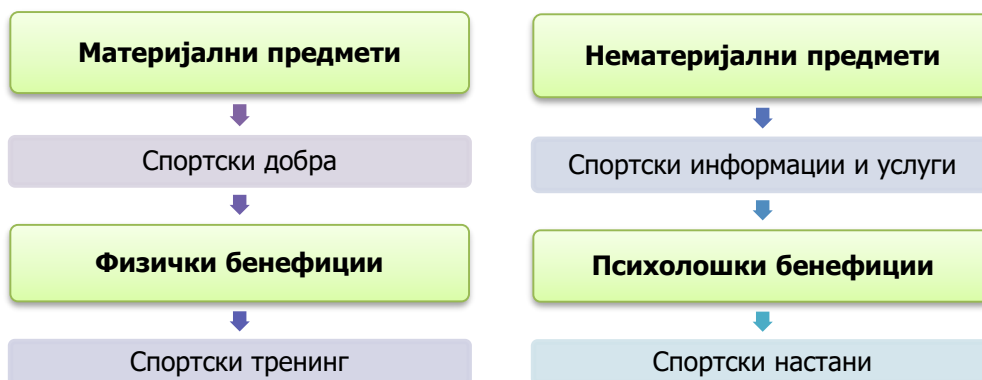 Материјални предмети
Спортски добра
Физички бенефиции
Спортски тренинг
Нематеријални предмети
Спортски информации и услуги
Психолошки бенефиции
Спортски настани